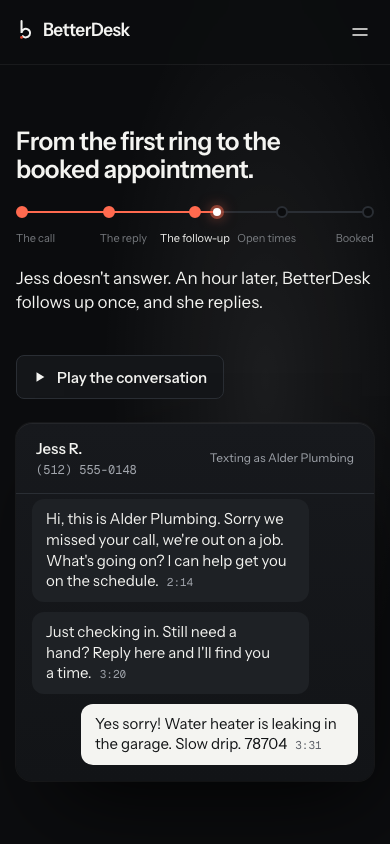 BetterDesk
From the first ring to the
booked appointment.
The call The reply The follow-up Open times Booked
Jess doesn't answer. An hour later, BetterDesk
follows up once, and she replies.
Play the conversation
Jess R.
(512) 555-0148
Texting as Alder Plumbing
Hi, this is Alder Plumbing. Sorry we
missed your call, we're out on a job.
What's going on? I can help get you
on the schedule. 2:14
Just checking in. Still need a
hand? Reply here and I'll find you
a time. 3:20
Yes sorry! Water heater is leaking in
the garage. Slow drip. 78704 3:31